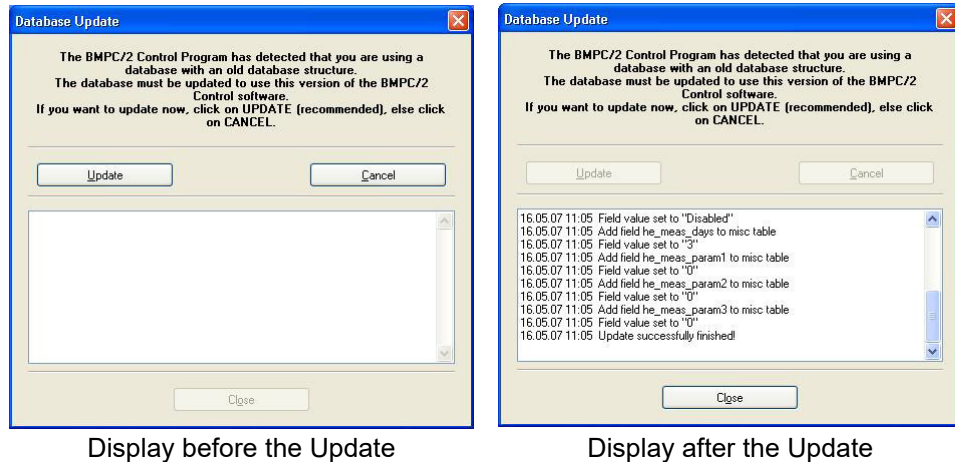 Database Update
The BMPC/2 Control Program has detected that you are using a
database with an old database structure.
The database must be updated to use this version of the BMPC/2
Control software.
If you want to update now, click on UPDATE (recommended), else click
on CANCEL.
Update
Cancel
Close
Display before the Update
Database Update
The BMPC/2 Control Program has detected that you are using a
database with an old database structure.
The database must be updated to use this version of the BMPC/2
Control software.
If you want to update now, click on UPDATE (recommended), else click
on CANCEL.
Update
Cancel
16.05.07 11:05 Field value set to "Disabled"
16.05.07 11:05 Add field he_meas_days to misc table
16.05.07 11:05 Field value set to "3"
16.05.07 11:05 Add field he_meas_param1 to misc table
16.05.07 11:05 Field value set to "0"
16.05.07 11:05 Add field he_meas_param2 to misc table
16.05.07 11:05 Field value set to "0"
16.05.07 11:05 Add field he_meas_param3 to misc table
16.05.07 11:05 Field value set to "0"
16.05.07 11:05 Update successfully finished!
Close
Display after the Update